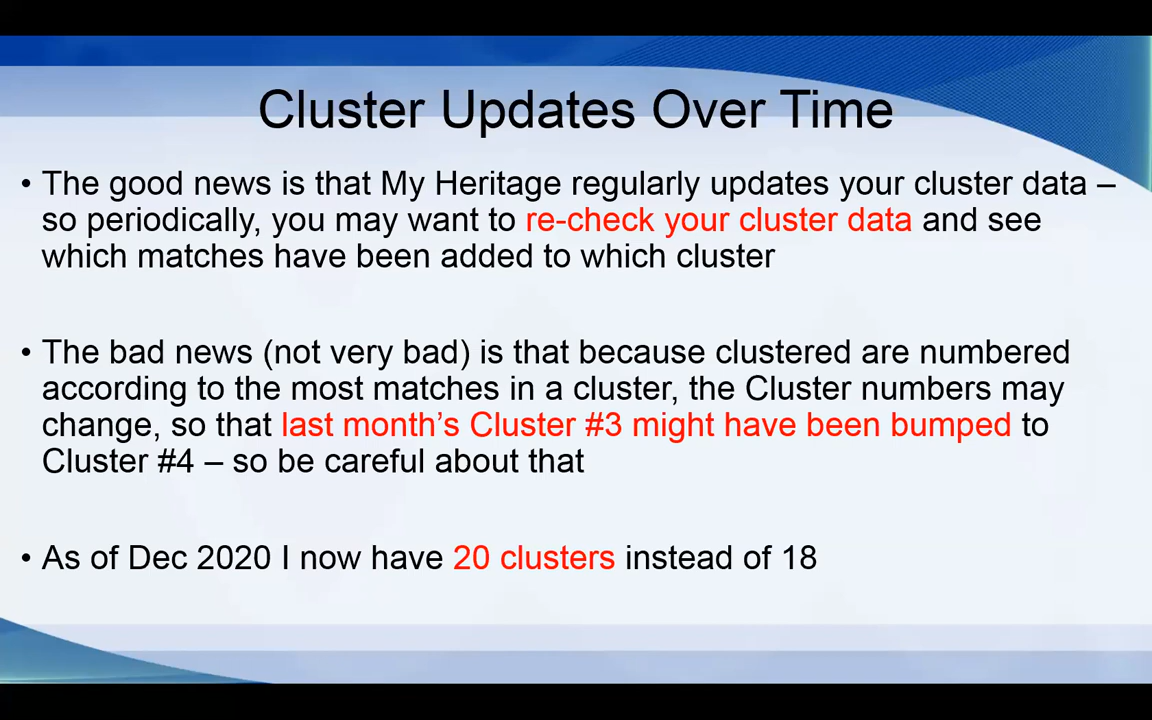 Cluster Updates Over Time
• The good news is that My Heritage regularly updates your cluster data –
so periodically, you may want to re-check your cluster data and see
which matches have been added to which cluster
• The bad news (not very bad) is that because clustered are numbered
according to the most matches in a cluster, the Cluster numbers may
change, so that last month’s Cluster #3 might have been bumped to
Cluster #4 – so be careful about that
• As of Dec 2020 I now have 20 clusters instead of 18